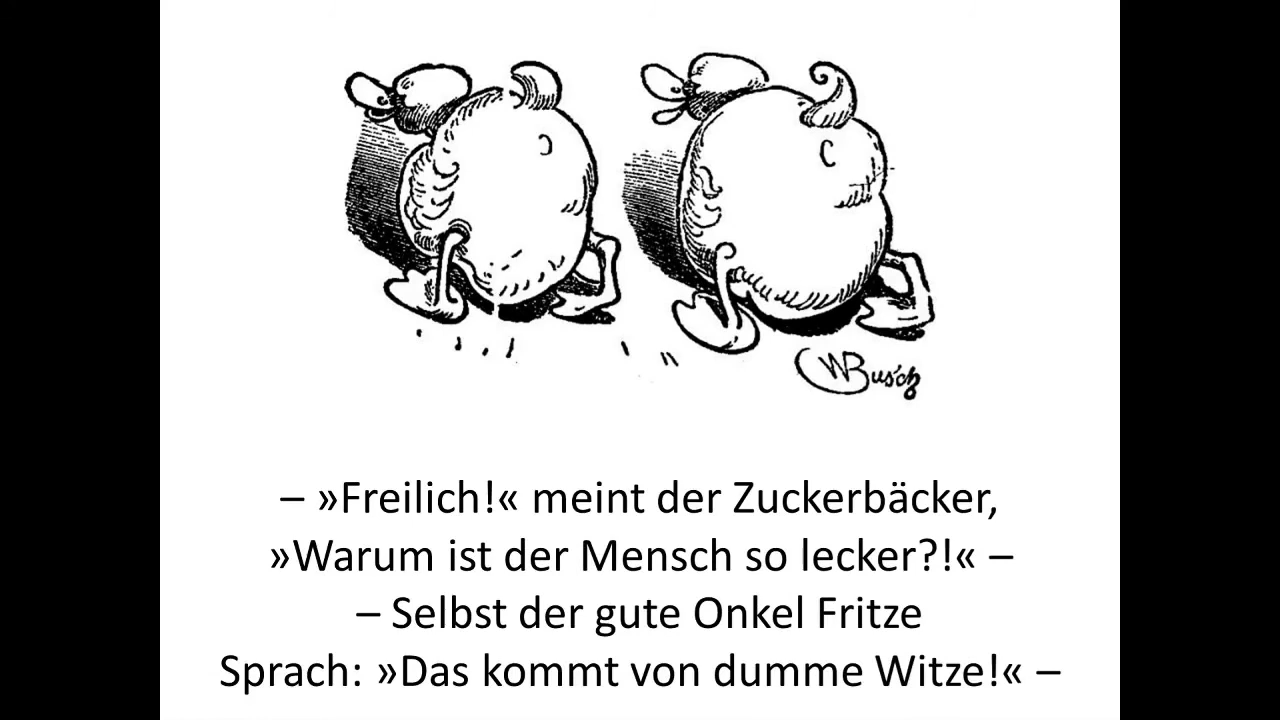 WBusch
– »Freilich!« meint der Zuckerbäcker,
»Warum ist der Mensch so lecker?!« –
– Selbst der gute Onkel Fritze
Sprach: »Das kommt von dumme Witze!« –